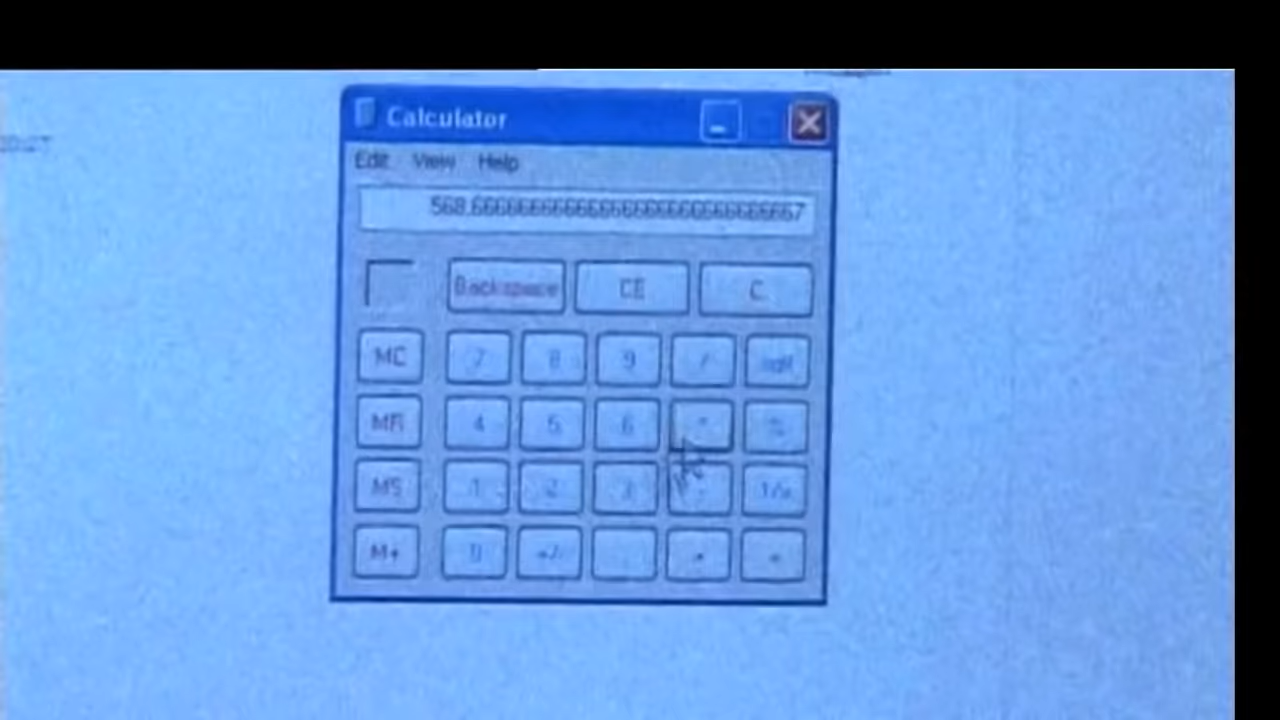 Calculator
Edit View Help
568.66666666666666666666666666667
Backspace CE C
MC 7 8 9 / sqrt
MR 4 5 6 * %
MS 1 2 3 - 1/x
M+ 0 +/- . + =